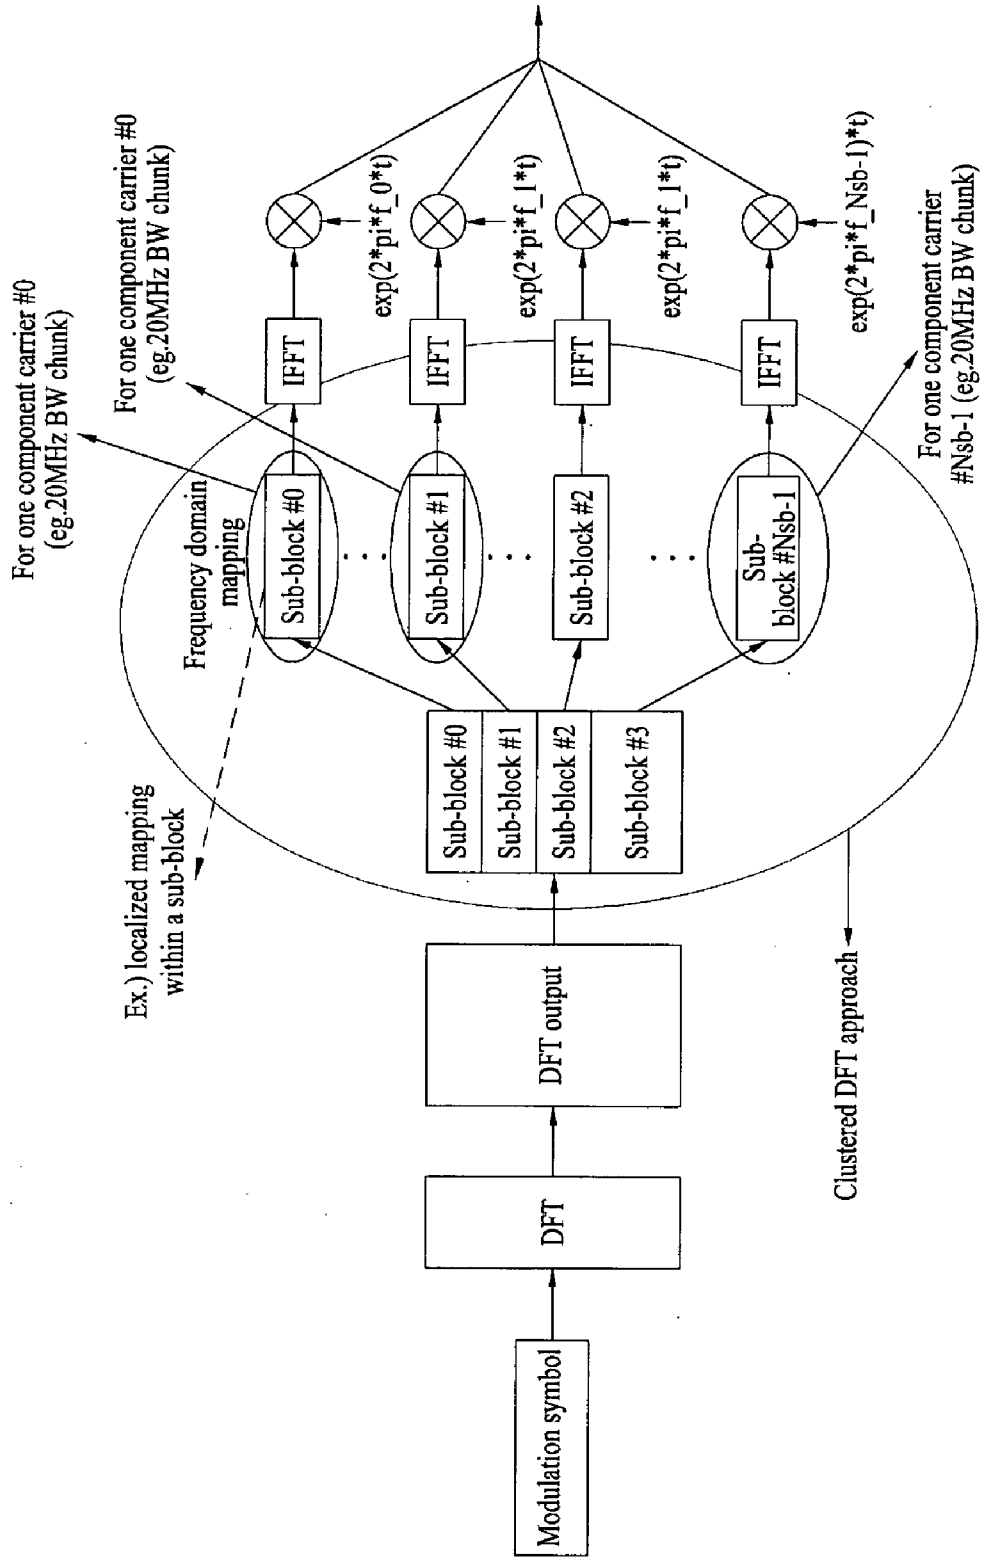 Modulation symbol
DFT
DFT output
Sub-block #0
Sub-block #1
Sub-block #2
Sub-block #3
Ex.) localized mapping
within a sub-block
Frequency domain
mapping
Sub-block #0
Sub-block #1
Sub-block #2
Sub-
block #Nsb-1
IFFT
IFFT
IFFT
IFFT
exp(2*pi*f_0*t)
exp(2*pi*f_1*t)
exp(2*pi*f_1*t)
exp(2*pi*f_Nsb-1)*t)
For one component carrier #0
(eg.20MHz BW chunk)
For one component carrier #0
(eg.20MHz BW chunk)
For one component carrier
#Nsb-1 (eg.20MHz BW chunk)
Clustered DFT approach